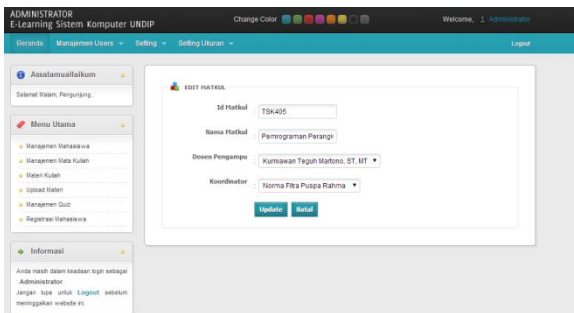 ADMINISTRATOR
E-Learning Sistem Komputer UNDIP
Change Color
Welcome, Administrator
Beranda Manajemen Users Setting Setting Ukuran Logout
Assalamuallaikum
Selamat Malam, Pengunjung..
Menu Utama
Manajemen Mahasiswa
Manajemen Mata Kuliah
Materi Kuliah
Upload Materi
Manajemen Quiz
Registrasi Mahasiswa
Informasi
Anda masih dalam keadaan login sebagai
: Administrator
Jangan lupa untuk Logout sebelum
meninggalkan website ini.
EDIT MATKUL
Id Matkul : TSK405
Nama Matkul : Pemrograman Perangk
Dosen Pengampu : Kurniawan Teguh Martono, ST, MT
Koordinator : Norma Fitra Puspa Rahma
Update Batal